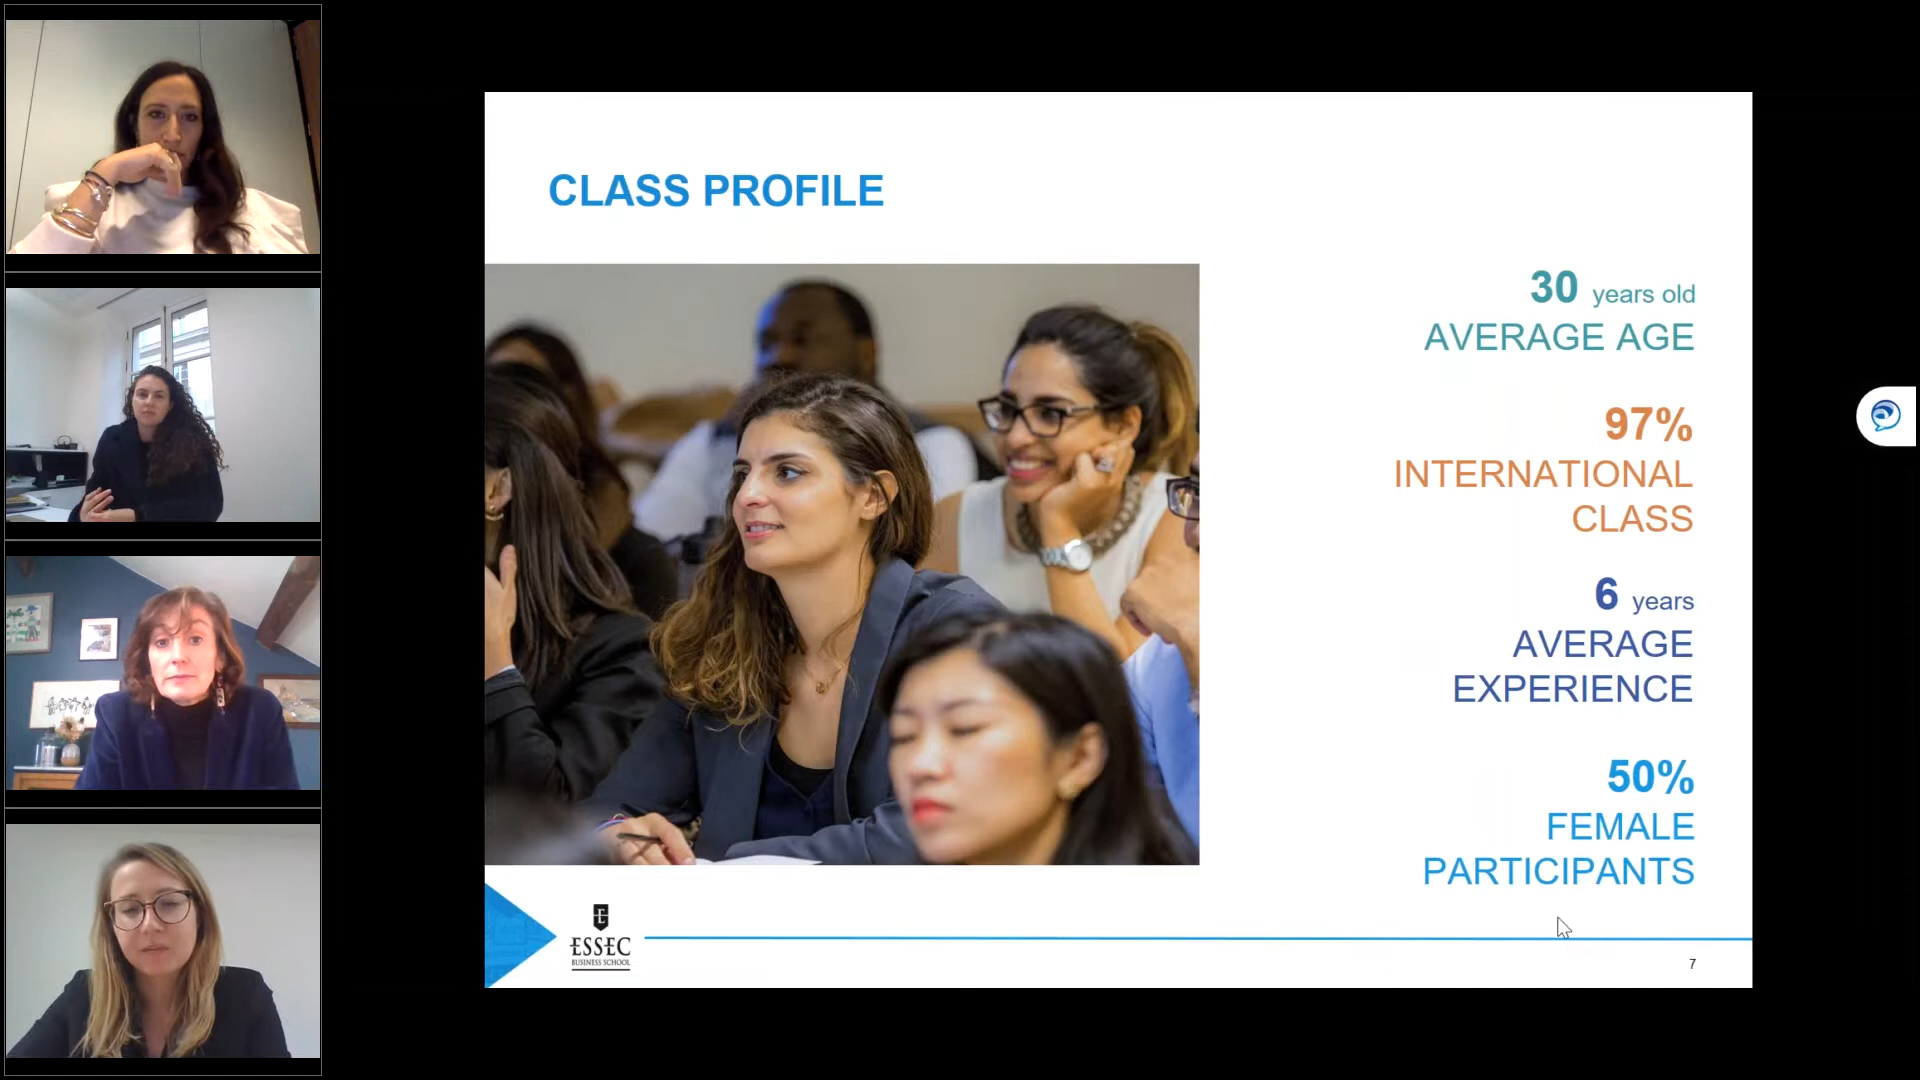 CLASS PROFILE
30 years old
AVERAGE AGE
97%
INTERNATIONAL
CLASS
6 years
AVERAGE
EXPERIENCE
50%
FEMALE
PARTICIPANTS
E
ESSEC
BUSINESS SCHOOL
7